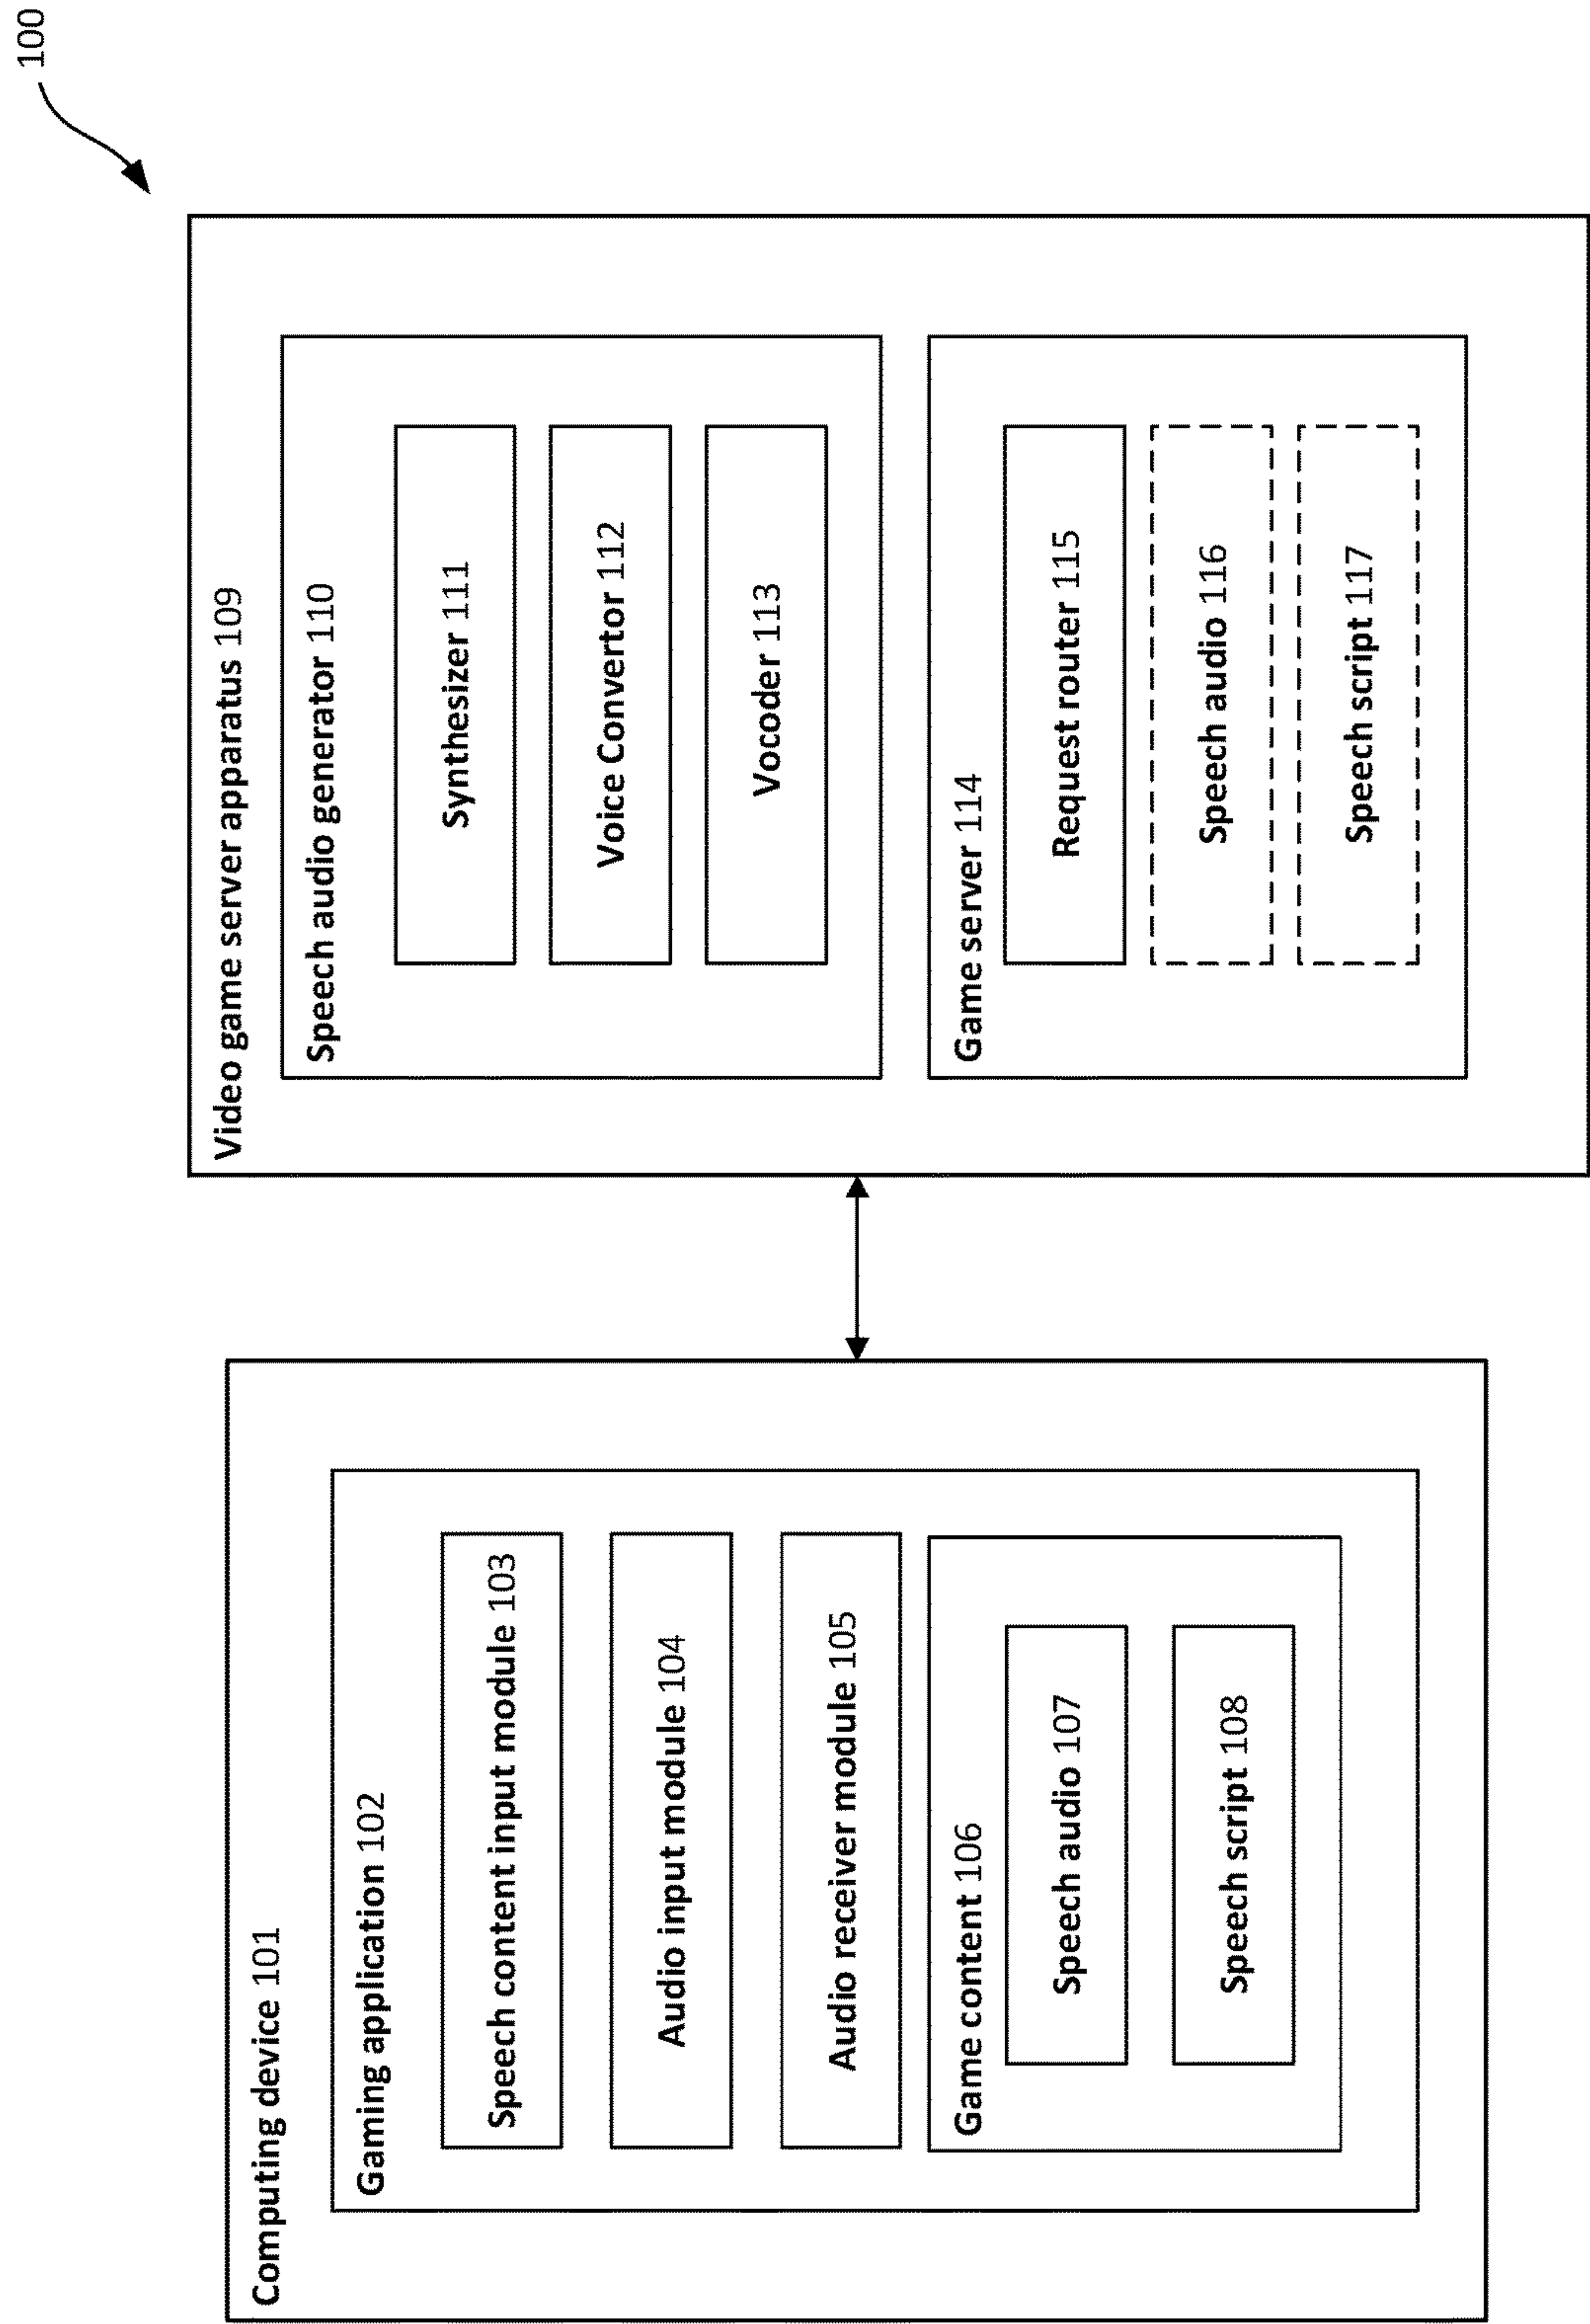 100
Computing device 101
Gaming application 102
Speech content input module 103
Audio input module 104
Audio receiver module 105
Game content 106
Speech audio 107
Speech script 108
Video game server apparatus 109
Speech audio generator 110
Synthesizer 111
Voice Convertor 112
Vocoder 113
Game server 114
Request router 115
Speech audio 116
Speech script 117